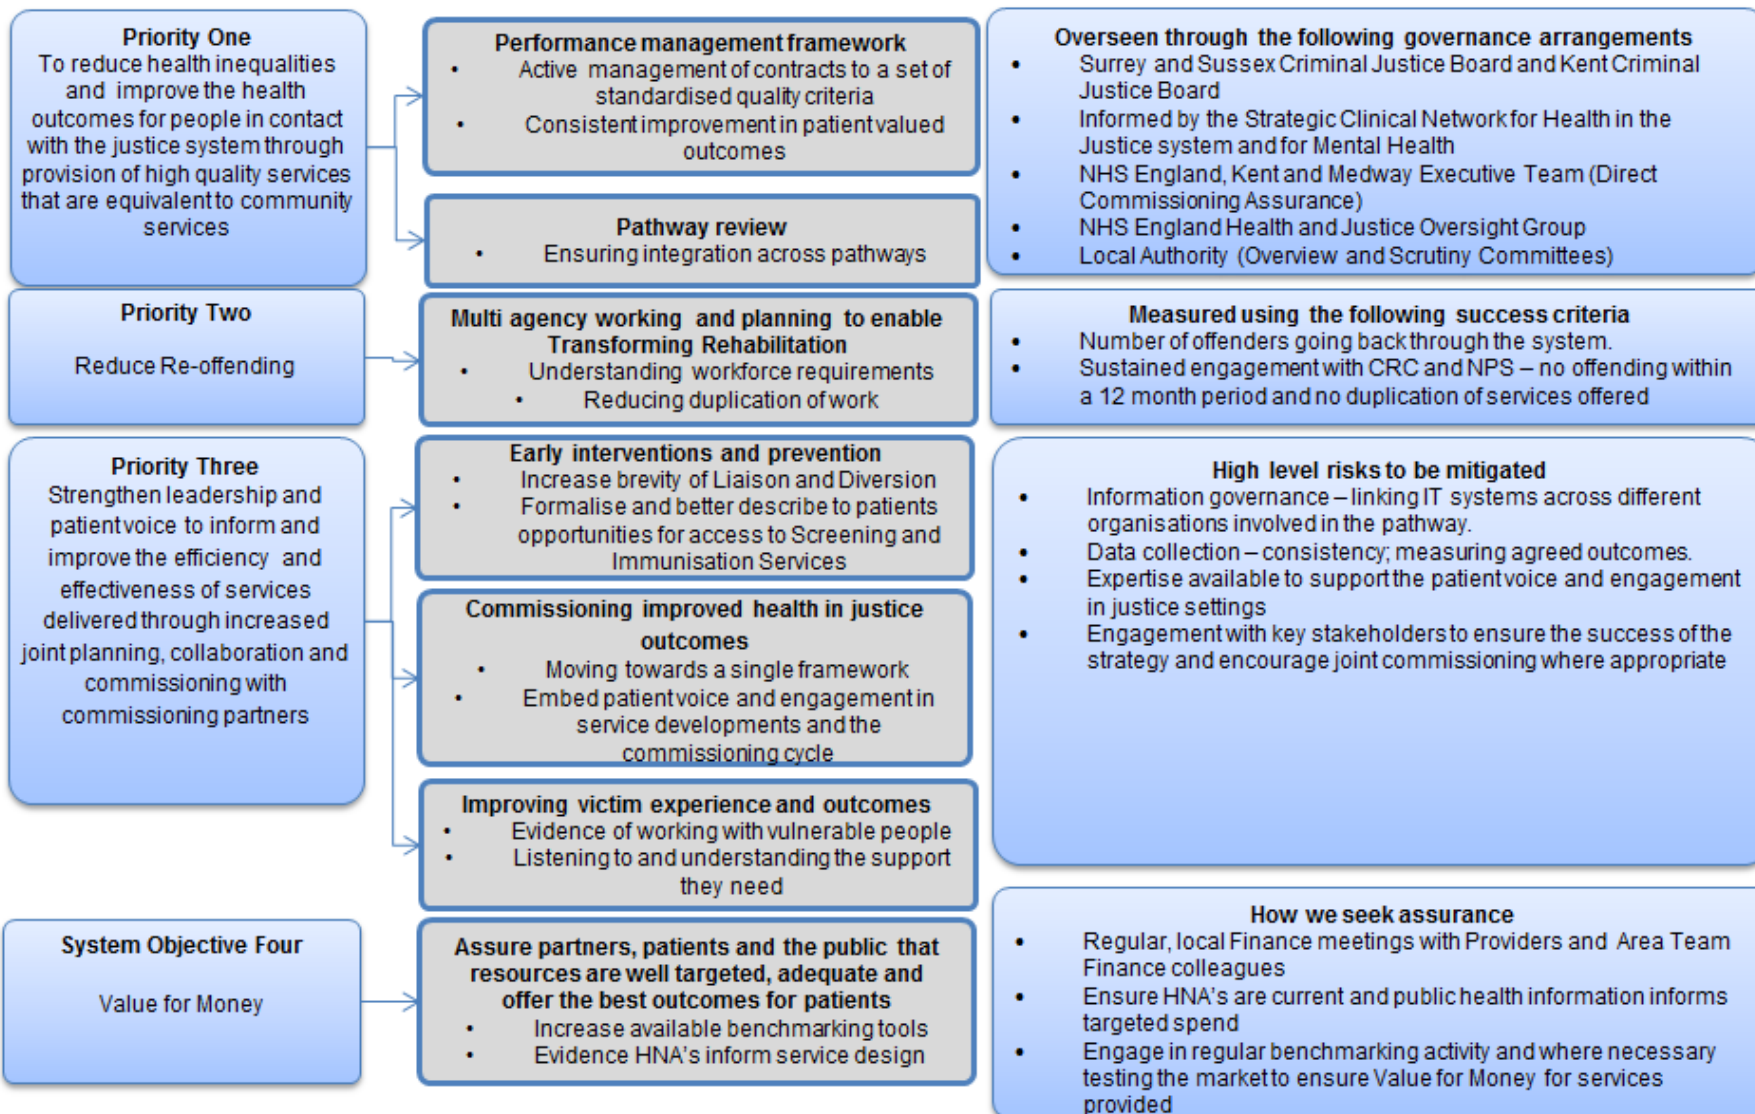 Priority One
To reduce health inequalities
and improve the health
outcomes for people in contact
with the justice system through
provision of high quality services
that are equivalent to community
services
Performance management framework
• Active management of contracts to a set of
standardised quality criteria
• Consistent improvement in patient valued
outcomes
Pathway review
• Ensuring integration across pathways
Overseen through the following governance arrangements
• Surrey and Sussex Criminal Justice Board and Kent Criminal
Justice Board
• Informed by the Strategic Clinical Network for Health in the
Justice system and for Mental Health
• NHS England, Kent and Medway Executive Team (Direct
Commissioning Assurance)
• NHS England Health and Justice Oversight Group
• Local Authority (Overview and Scrutiny Committees)
Priority Two
Reduce Re-offending
Multi agency working and planning to enable
Transforming Rehabilitation
• Understanding workforce requirements
• Reducing duplication of work
Measured using the following success criteria
• Number of offenders going back through the system.
• Sustained engagement with CRC and NPS – no offending within
a 12 month period and no duplication of services offered
Priority Three
Strengthen leadership and
patient voice to inform and
improve the efficiency and
effectiveness of services
delivered through increased
joint planning, collaboration and
commissioning with
commissioning partners
Early interventions and prevention
• Increase brevity of Liaison and Diversion
• Formalise and better describe to patients
opportunities for access to Screening and
Immunisation Services
Commissioning improved health in justice
outcomes
• Moving towards a single framework
• Embed patient voice and engagement in
service developments and the
commissioning cycle
Improving victim experience and outcomes
• Evidence of working with vulnerable people
• Listening to and understanding the support
they need
High level risks to be mitigated
• Information governance – linking IT systems across different
organisations involved in the pathway.
• Data collection – consistency; measuring agreed outcomes.
• Expertise available to support the patient voice and engagement
in justice settings
• Engagement with key stakeholders to ensure the success of the
strategy and encourage joint commissioning where appropriate
System Objective Four
Value for Money
Assure partners, patients and the public that
resources are well targeted, adequate and
offer the best outcomes for patients
• Increase available benchmarking tools
• Evidence HNA's inform service design
How we seek assurance
• Regular, local Finance meetings with Providers and Area Team
Finance colleagues
• Ensure HNA's are current and public health information informs
targeted spend
• Engage in regular benchmarking activity and where necessary
testing the market to ensure Value for Money for services
provided